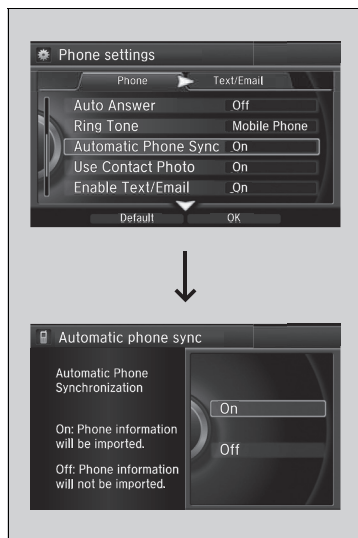 Phone settings
Phone Text/Email
Auto Answer Off
Ring Tone Mobile Phone
Automatic Phone Sync On
Use Contact Photo On
Enable Text/Email On
Default OK
Automatic phone sync
Automatic Phone
Synchronization
On: Phone information
will be imported.
Off: Phone information
will not be imported.
On
Off